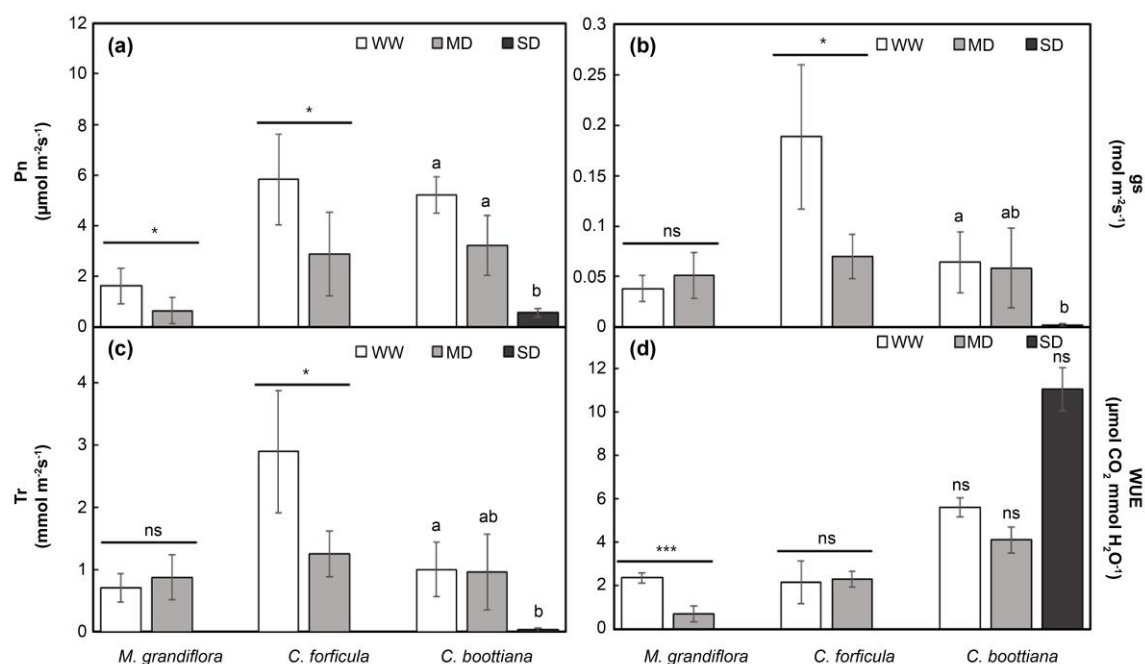 12
10
8
6
4
2
0
Pn
(µmol m⁻²s⁻¹)
(a)
WW MD SD
*
*
a
a
b
(b)
WW MD SD
0.3
0.25
0.2
0.15
0.1
0.05
0
gs
(mol m⁻²s⁻¹)
ns
*
a
ab
b
4
3
2
1
0
Tr
(mmol m⁻²s⁻¹)
(c)
WW MD SD
ns
*
a
ab
b
M. grandiflora C. forficula C. boottiana
(d)
WW MD SD
12
10
8
6
4
2
0
WUE
(µmol CO₂ mmol H₂O⁻¹)
***
ns
ns
ns
ns
M. grandiflora C. forficula C. boottiana